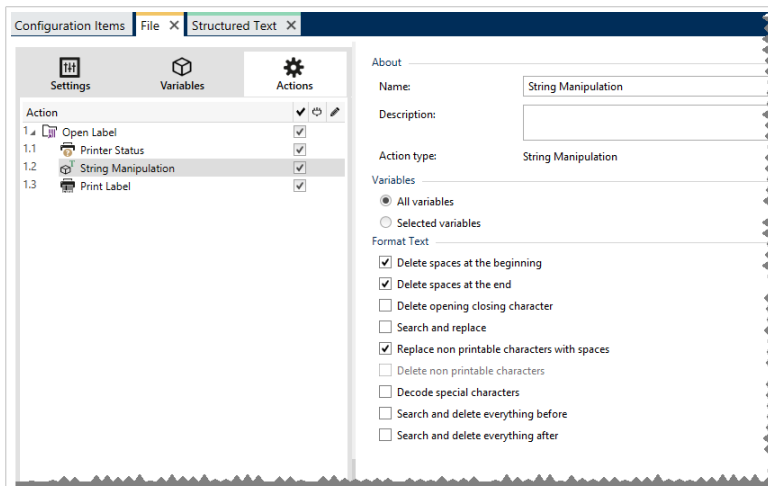 Configuration Items File Structured Text
Settings Variables Actions
Action
1 Open Label
1.1 Printer Status
1.2 String Manipulation
1.3 Print Label
About
Name: String Manipulation
Description:
Action type: String Manipulation
Variables
All variables
Selected variables
Format Text
Delete spaces at the beginning
Delete spaces at the end
Delete opening closing character
Search and replace
Replace non printable characters with spaces
Delete non printable characters
Decode special characters
Search and delete everything before
Search and delete everything after